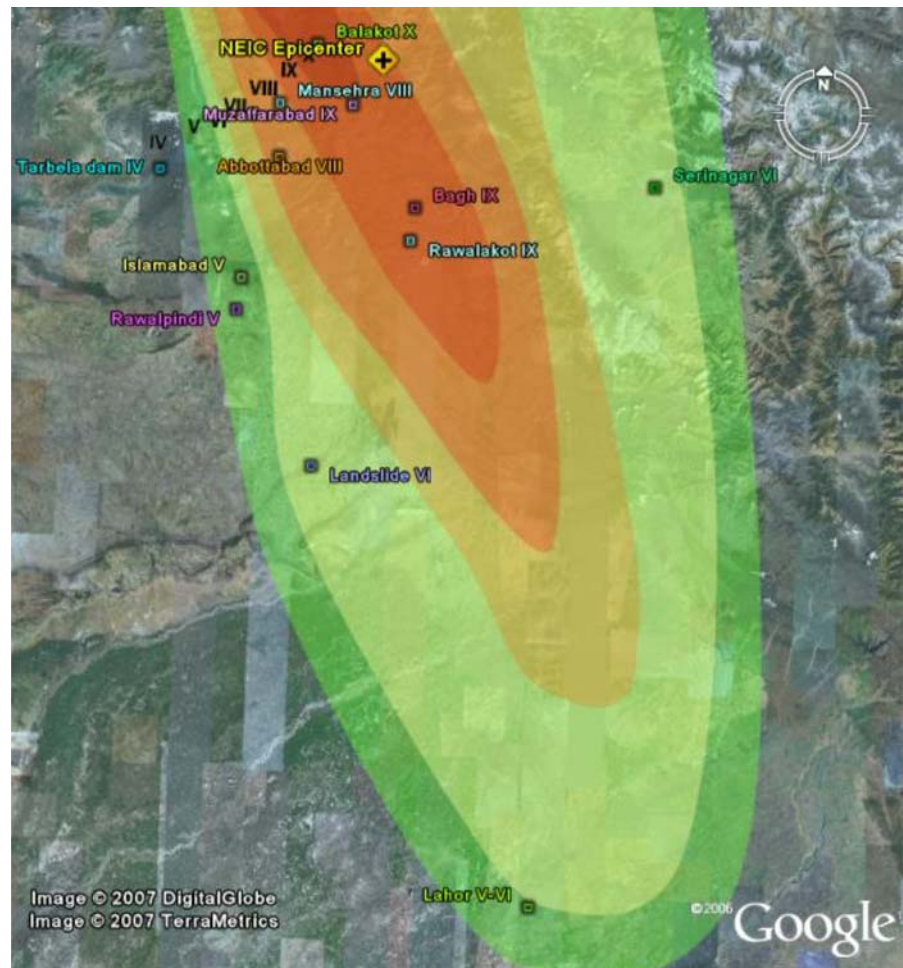 Balakot X
NEIC Epicenter
X
IX
VIII
Mansehra VIII
VII
Muzaffarabad IX
VI
V
IV
N
Tarbela dam IV
Abbottabad VIII
Serinagar VI
Bagh IX
Rawalakot IX
Islamabad V
Rawalpindi V
Landslide VI
Lahor V-VI
Image © 2007 DigitalGlobe
Image © 2007 TerraMetrics
©2006
Google